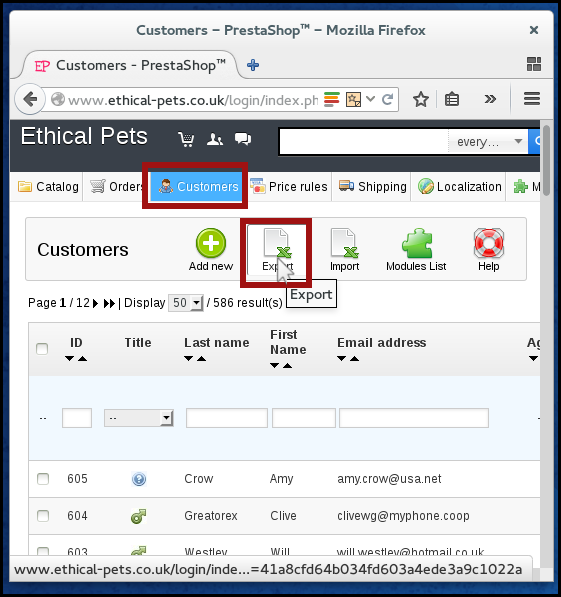 Customers – PrestaShop™ – Mozilla Firefox
EP Customers - PrestaShop™
www.ethical-pets.co.uk/login/index.ph
Ethical Pets
every...
Catalog Orders Customers Price rules Shipping Localization M
Customers
Add new Export Import Modules List Help
Export
Page 1 / 12 | Display 50 / 586 result(s)
ID Title Last name First Name Email address Ag
-- -- -
605 Crow Amy amy.crow@usa.net
604 Greatorex Clive clivewg@myphone.coop
603 Westley Will will.westley@hotmail.co.uk
www.ethical-pets.co.uk/login/inde...=41a8cfd64b034fd603a4ede3a9c1022a